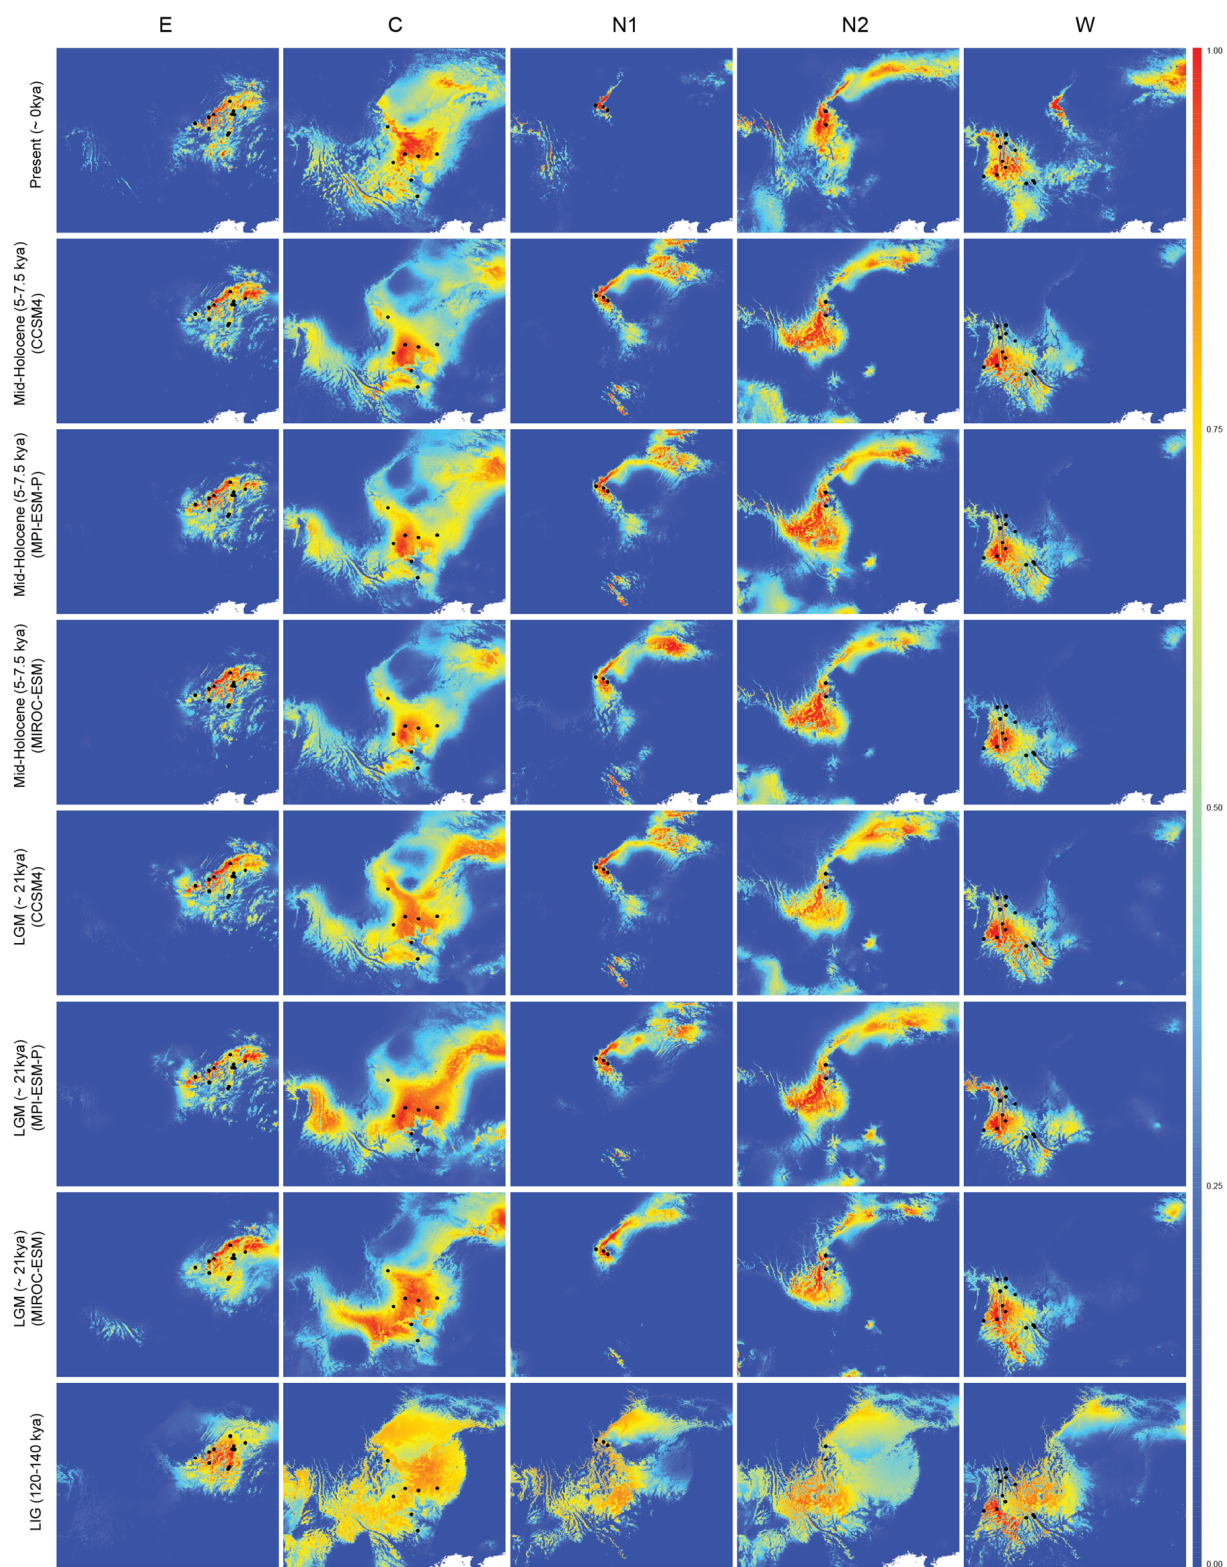 E C N1 N2 W
1.00
Present (~ 0kya)
Mid-Holocene (5-7.5 kya)
(CCSM4)
0.75
Mid-Holocene (5-7.5 kya)
(MPI-ESM-P)
Mid-Holocene (5-7.5 kya)
(MIROC-ESM)
0.50
LGM (~ 21kya)
(CCSM4)
LGM (~ 21kya)
(MPI-ESM-P)
0.25
LGM (~ 21kya)
(MIROC-ESM)
LIG (120-140 kya)
0.00